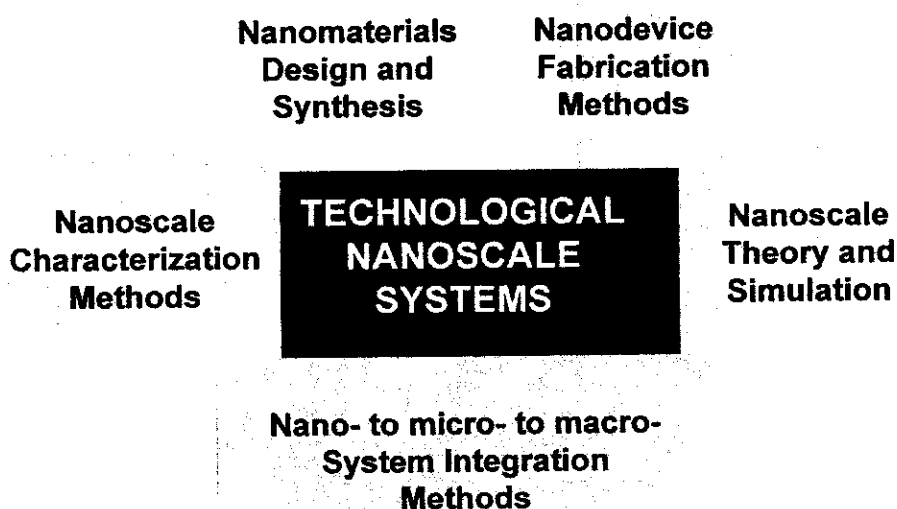 Nanomaterials
Design and
Synthesis
Nanodevice
Fabrication
Methods
Nanoscale
Characterization
Methods
TECHNOLOGICAL
NANOSCALE
SYSTEMS
Nanoscale
Theory and
Simulation
Nano- to micro- to macro-
System Integration
Methods